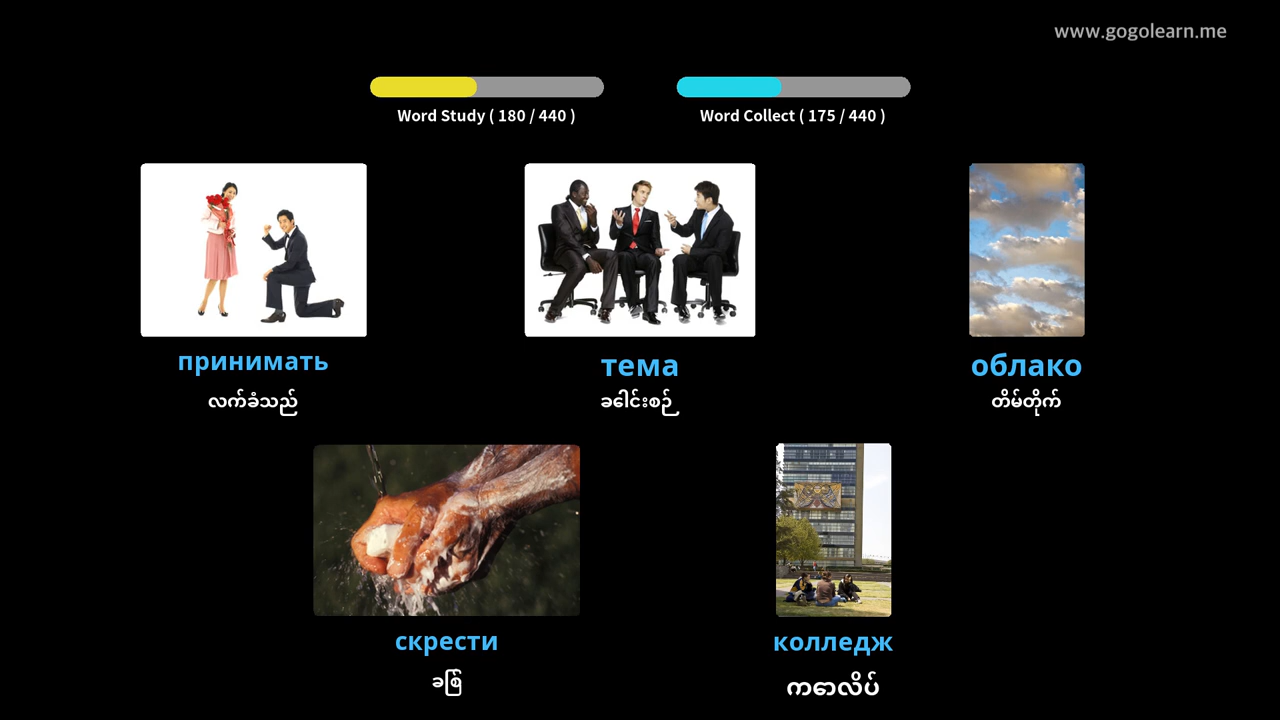 www.gogolearn.me
Word Study ( 180 / 440 )
Word Collect ( 175 / 440 )
принимать
тема
облако
လက်ခံသည်
ခေါင်းစဉ်
တိမ်တိုက်
скрести
колледж
ခြစ်
ကောလိပ်